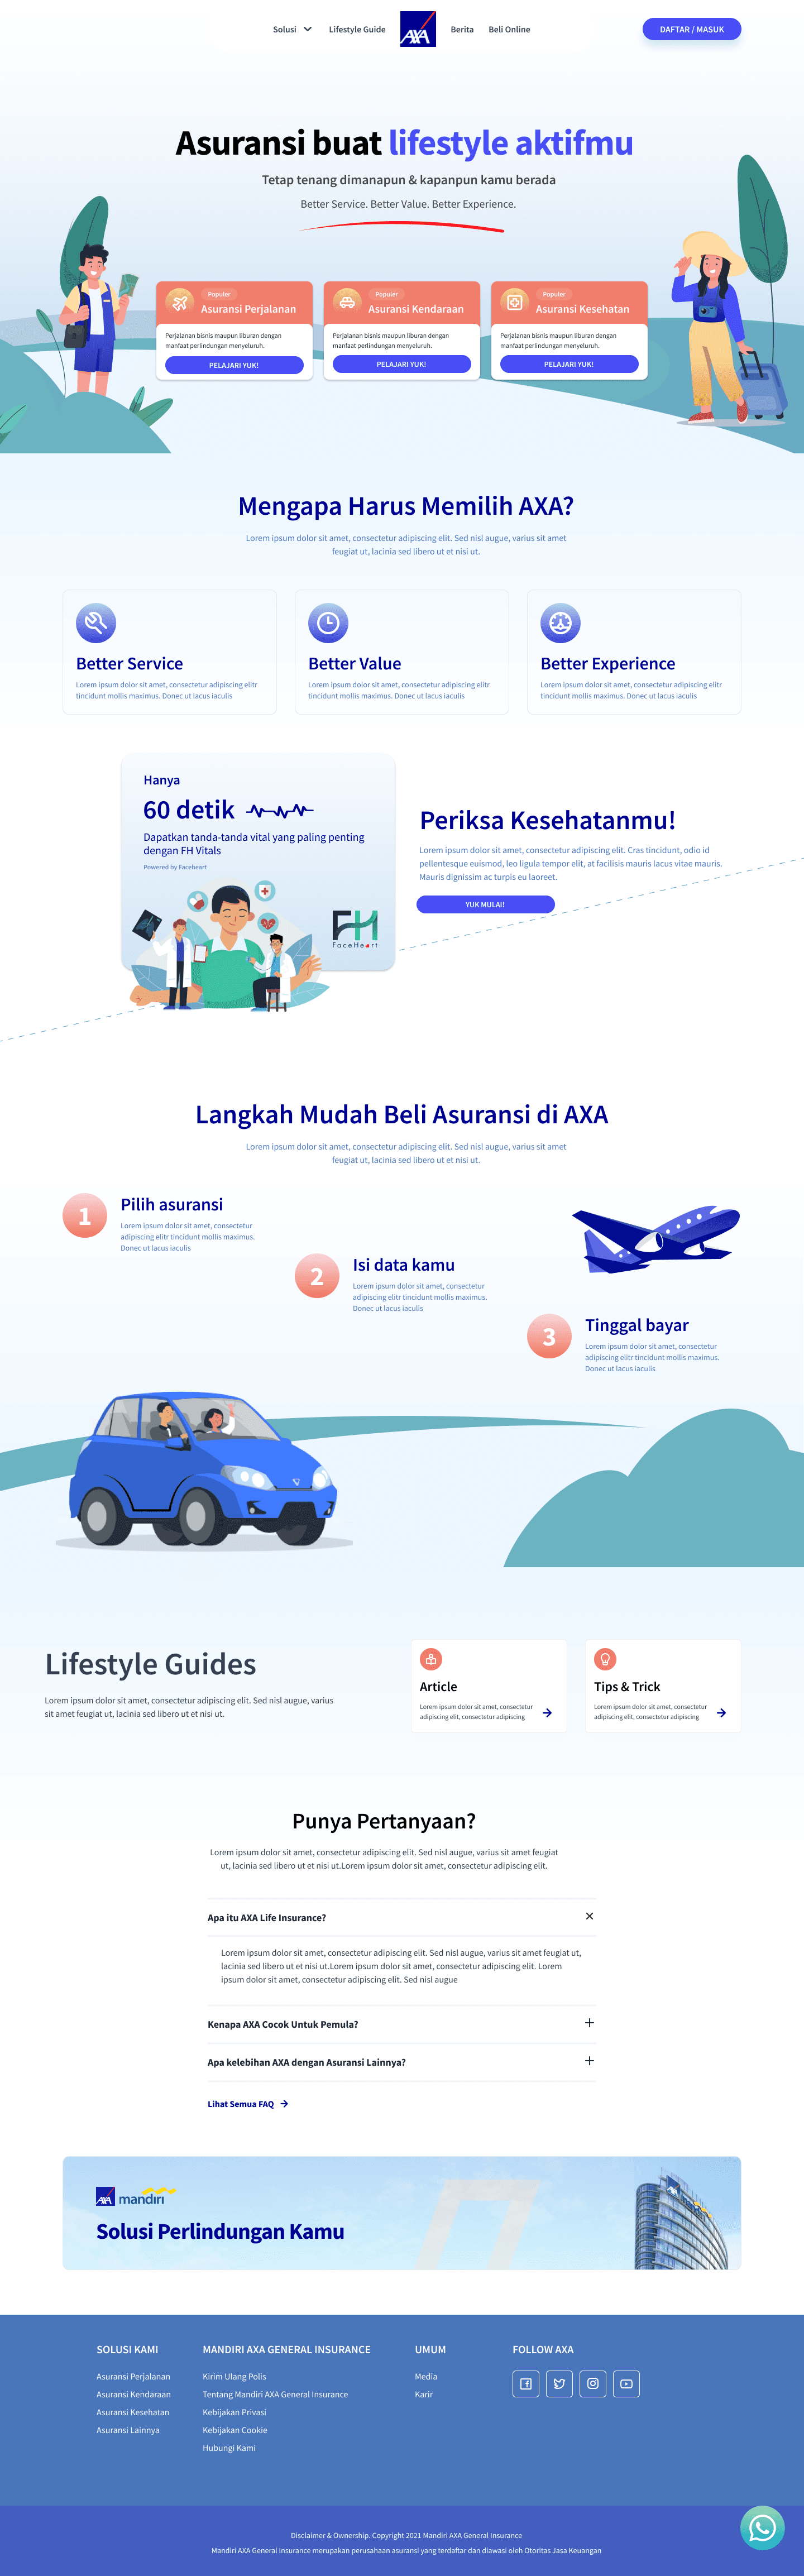 Solusi
Lifestyle Guide
AXA
Berita
Beli Online
DAFTAR / MASUK
Asuransi buat lifestyle aktifmu
Tetap tenang dimanapun & kapanpun kamu berada
Better Service. Better Value. Better Experience.
Populer
Asuransi Perjalanan
Perjalanan bisnis maupun liburan dengan
manfaat perlindungan menyeluruh.
PELAJARI YUK!
Populer
Asuransi Kendaraan
Perjalanan bisnis maupun liburan dengan
manfaat perlindungan menyeluruh.
PELAJARI YUK!
Populer
Asuransi Kesehatan
Perjalanan bisnis maupun liburan dengan
manfaat perlindungan menyeluruh.
PELAJARI YUK!
Mengapa Harus Memilih AXA?
Lorem ipsum dolor sit amet, consectetur adipiscing elit. Sed nisl augue, varius sit amet
feugiat ut, lacinia sed libero ut et nisi ut.
Better Service
Lorem ipsum dolor sit amet, consectetur adipiscing elitr
tincidunt mollis maximus. Donec ut lacus iaculis
Better Value
Lorem ipsum dolor sit amet, consectetur adipiscing elitr
tincidunt mollis maximus. Donec ut lacus iaculis
Better Experience
Lorem ipsum dolor sit amet, consectetur adipiscing elitr
tincidunt mollis maximus. Donec ut lacus iaculis
Hanya
60 detik
Dapatkan tanda-tanda vital yang paling penting
dengan FH Vitals
Powered by Faceheart
FH
FaceHeart
Periksa Kesehatanmu!
Lorem ipsum dolor sit amet, consectetur adipiscing elit. Cras tincidunt, odio id
pellentesque euismod, leo ligula tempor elit, at facilisis mauris lacus vitae mauris.
Mauris dignissim ac turpis eu laoreet.
YUK MULAI!
Langkah Mudah Beli Asuransi di AXA
Lorem ipsum dolor sit amet, consectetur adipiscing elit. Sed nisl augue, varius sit amet
feugiat ut, lacinia sed libero ut et nisi ut.
1
Pilih asuransi
Lorem ipsum dolor sit amet, consectetur
adipiscing elitr tincidunt mollis maximus.
Donec ut lacus iaculis
2
Isi data kamu
Lorem ipsum dolor sit amet, consectetur
adipiscing elitr tincidunt mollis maximus.
Donec ut lacus iaculis
3
Tinggal bayar
Lorem ipsum dolor sit amet, consectetur
adipiscing elitr tincidunt mollis maximus.
Donec ut lacus iaculis
Lifestyle Guides
Lorem ipsum dolor sit amet, consectetur adipiscing elit. Sed nisl augue, varius
sit amet feugiat ut, lacinia sed libero ut et nisi ut.
Article
Lorem ipsum dolor sit amet, consectetur
adipiscing elit, consectetur adipiscing
Tips & Trick
Lorem ipsum dolor sit amet, consectetur
adipiscing elit, consectetur adipiscing
Punya Pertanyaan?
Lorem ipsum dolor sit amet, consectetur adipiscing elit. Sed nisl augue, varius sit amet feugiat
ut, lacinia sed libero ut et nisi ut.Lorem ipsum dolor sit amet, consectetur adipiscing elit.
Apa itu AXA Life Insurance?
Lorem ipsum dolor sit amet, consectetur adipiscing elit. Sed nisl augue, varius sit amet feugiat ut,
lacinia sed libero ut et nisi ut.Lorem ipsum dolor sit amet, consectetur adipiscing elit. Lorem
ipsum dolor sit amet, consectetur adipiscing elit. Sed nisl augue
Kenapa AXA Cocok Untuk Pemula?
Apa kelebihan AXA dengan Asuransi Lainnya?
Lihat Semua FAQ
AXA mandiri
Solusi Perlindungan Kamu
SOLUSI KAMI
Asuransi Perjalanan
Asuransi Kendaraan
Asuransi Kesehatan
Asuransi Lainnya
MANDIRI AXA GENERAL INSURANCE
Kirim Ulang Polis
Tentang Mandiri AXA General Insurance
Kebijakan Privasi
Kebijakan Cookie
Hubungi Kami
UMUM
Media
Karir
FOLLOW AXA
Disclaimer & Ownership. Copyright 2021 Mandiri AXA General Insurance
Mandiri AXA General Insurance merupakan perusahaan asuransi yang terdaftar dan diawasi oleh Otoritas Jasa Keuangan